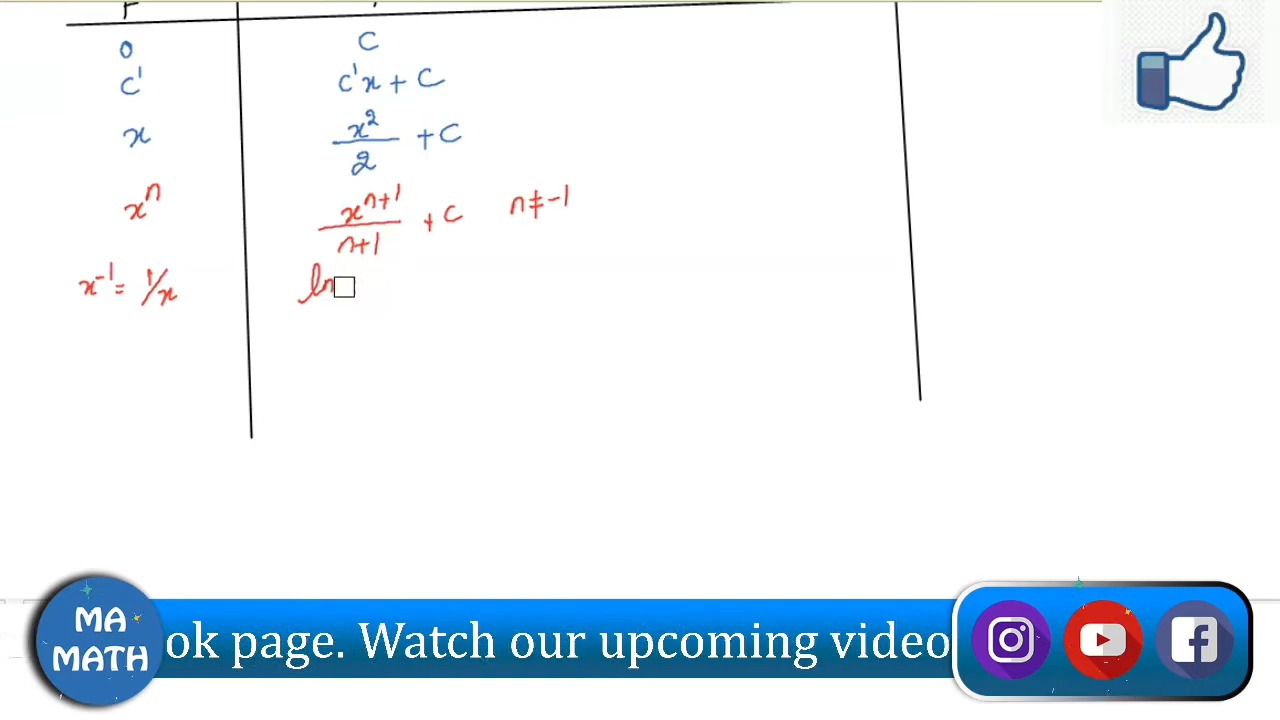 0 C
C' C'x + C
x x²/2 + C
xⁿ xⁿ⁺¹/n+1 + C n ≠ -1
x⁻¹ = 1/x ln
MA
MATH
ok page. Watch our upcoming video